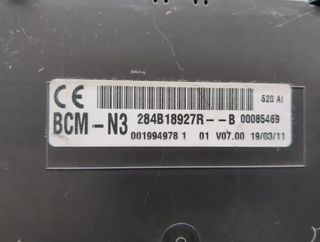 CE 520 AI
BCM-N3 284B18927R--B 00085469
001994978 1 01 V07.00 19/03/11